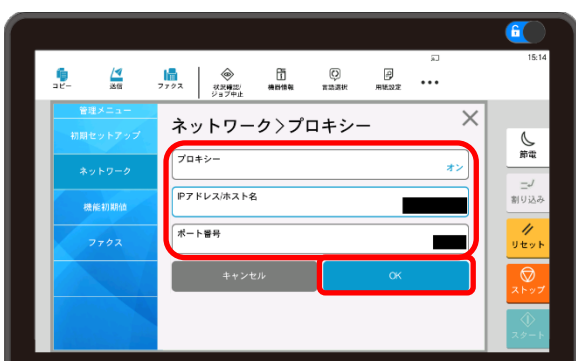 6
15:14
コピー
送信
ファクス
状況確認/
ジョブ中止
機器情報
言語選択
用紙設定
•••
管理メニュー
初期セットアップ
ネットワーク
機能初期値
ファクス
ネットワーク＞プロキシー
プロキシー
オン
IPアドレス/ホスト名
ポート番号
キャンセル
OK
節電
割り込み
リセット
ストップ
スタート